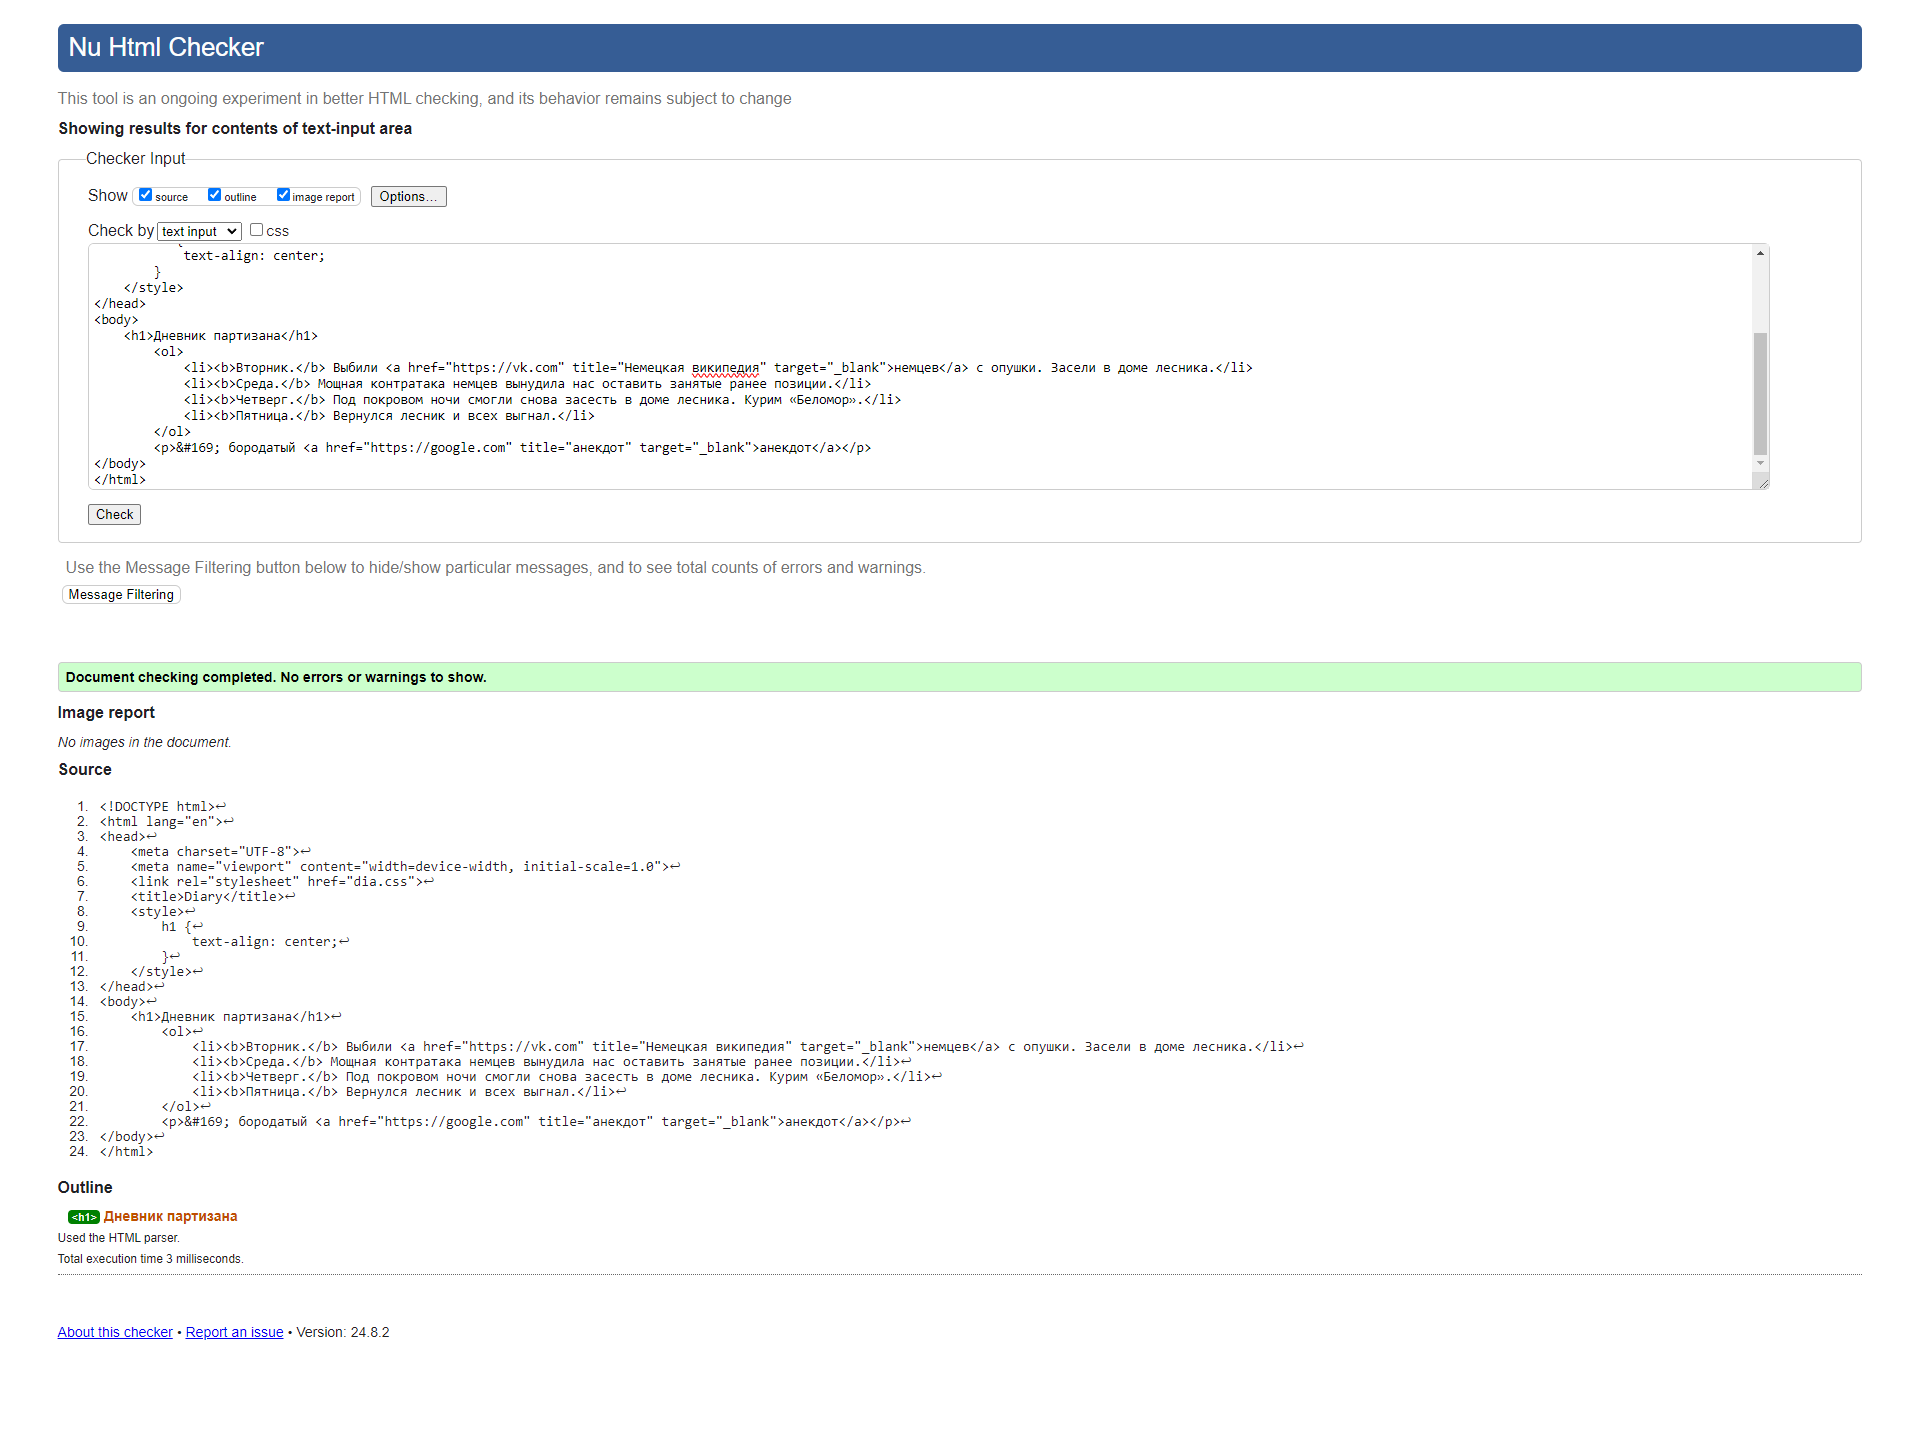 Nu Html Checker
This tool is an ongoing experiment in better HTML checking, and its behavior remains subject to change
Showing results for contents of text-input area
Checker Input
Show source outline image report Options...
Check by text input css
            text-align: center;
        }
    </style>
</head>
<body>
    <h1>Дневник партизана</h1>
        <ol>
            <li><b>Вторник.</b> Выбили <a href="https://vk.com" title="Немецкая википедия" target="_blank">немцев</a> с опушки. Засели в доме лесника.</li>
            <li><b>Среда.</b> Мощная контратака немцев вынудила нас оставить занятые ранее позиции.</li>
            <li><b>Четверг.</b> Под покровом ночи смогли снова засесть в доме лесника. Курим «Беломор».</li>
            <li><b>Пятница.</b> Вернулся лесник и всех выгнал.</li>
        </ol>
        <p>&#169; бородатый <a href="https://google.com" title="анекдот" target="_blank">анекдот</a></p>
</body>
</html>
Check
Use the Message Filtering button below to hide/show particular messages, and to see total counts of errors and warnings.
Message Filtering
Document checking completed. No errors or warnings to show.
Image report
No images in the document.
Source
1. <!DOCTYPE html>↩
2. <html lang="en">↩
3. <head>↩
4.     <meta charset="UTF-8">↩
5.     <meta name="viewport" content="width=device-width, initial-scale=1.0">↩
6.     <link rel="stylesheet" href="dia.css">↩
7.     <title>Diary</title>↩
8.     <style>↩
9.         h1 {↩
10.             text-align: center;↩
11.         }↩
12.     </style>↩
13. </head>↩
14. <body>↩
15.     <h1>Дневник партизана</h1>↩
16.         <ol>↩
17.             <li><b>Вторник.</b> Выбили <a href="https://vk.com" title="Немецкая википедия" target="_blank">немцев</a> с опушки. Засели в доме лесника.</li>↩
18.             <li><b>Среда.</b> Мощная контратака немцев вынудила нас оставить занятые ранее позиции.</li>↩
19.             <li><b>Четверг.</b> Под покровом ночи смогли снова засесть в доме лесника. Курим «Беломор».</li>↩
20.             <li><b>Пятница.</b> Вернулся лесник и всех выгнал.</li>↩
21.         </ol>↩
22.         <p>&#169; бородатый <a href="https://google.com" title="анекдот" target="_blank">анекдот</a></p>↩
23. </body>↩
24. </html>
Outline
<h1> Дневник партизана
Used the HTML parser.
Total execution time 3 milliseconds.
About this checker • Report an issue • Version: 24.8.2